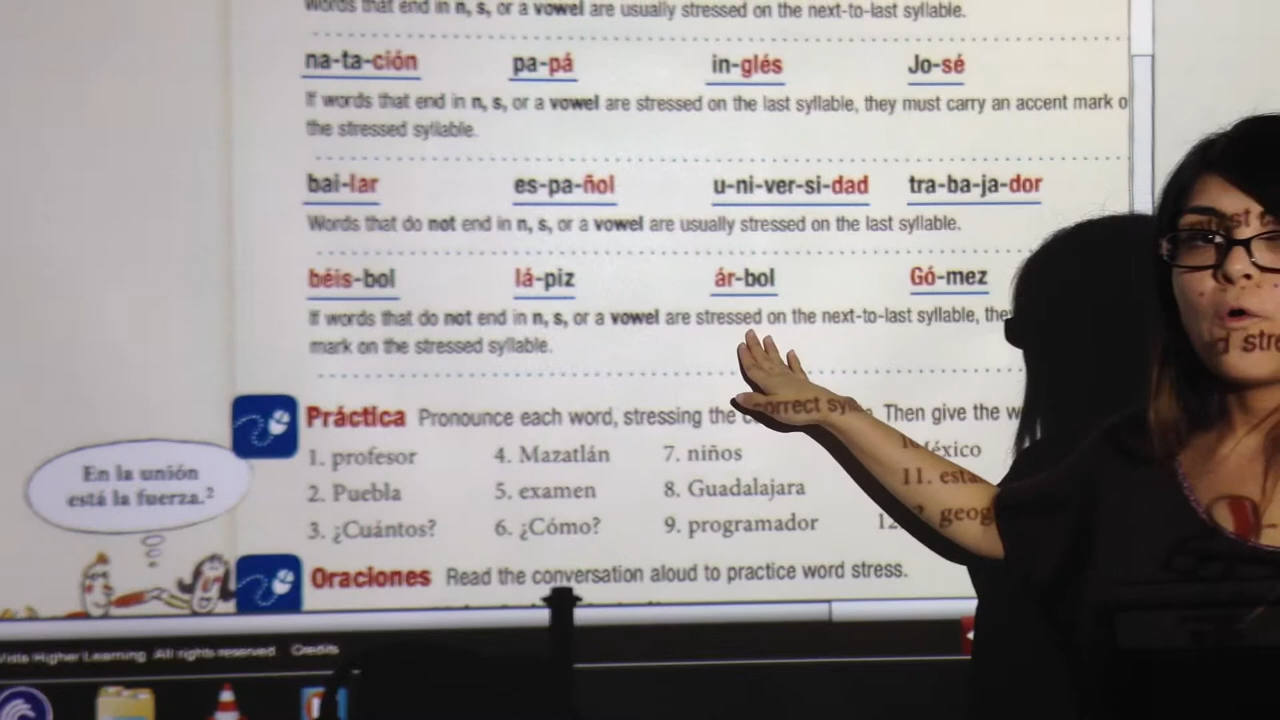 Words that end in n, s, or a vowel are usually stressed on the next-to-last syllable.
na-ta-ción pa-pá in-glés Jo-sé
If words that end in n, s, or a vowel are stressed on the last syllable, they must carry an accent mark o
the stressed syllable.
bai-lar es-pa-ñol u-ni-ver-si-dad tra-ba-ja-dor
Words that do not end in n, s, or a vowel are usually stressed on the last syllable.
béis-bol lá-piz ár-bol Gó-mez
If words that do not end in n, s, or a vowel are stressed on the next-to-last syllable, they
mark on the stressed syllable.
Práctica Pronounce each word, stressing the correct Then give the w
1. profesor 4. Mazatlán 7. niños
2. Puebla 5. examen 8. Guadalajara 11. esta
3. ¿Cuántos? 6. ¿Cómo? 9. programador 12. geog
En la unión
está la fuerza.²
Oraciones Read the conversation aloud to practice word stress.
Vista Higher Learning. All rights reserved. Credits